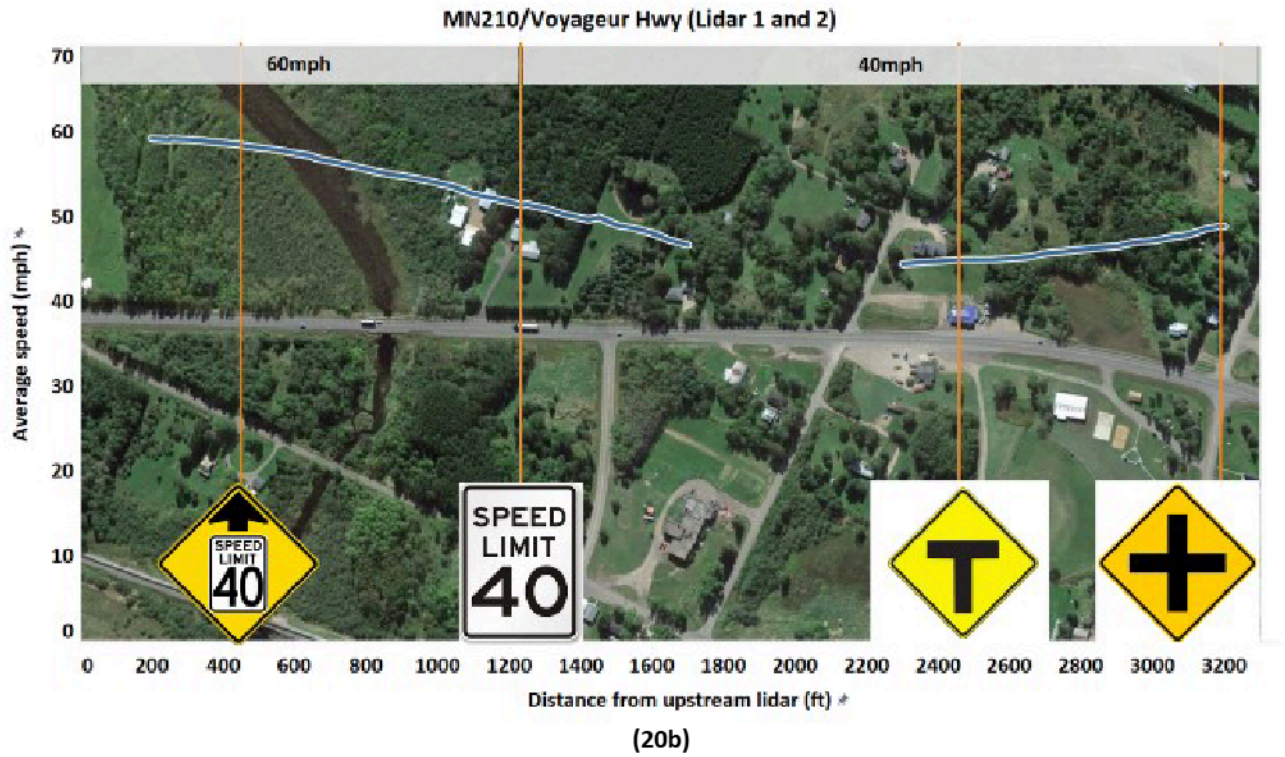 MN210/Voyageur Hwy (Lidar 1 and 2)
60mph 40mph
70
60
50
40
30
20
10
0
Average speed (mph)
SPEED LIMIT 40
SPEED
LIMIT
40
0 200 400 600 800 1000 1200 1400 1600 1800 2000 2200 2400 2600 2800 3000 3200
Distance from upstream lidar (ft)
(20b)